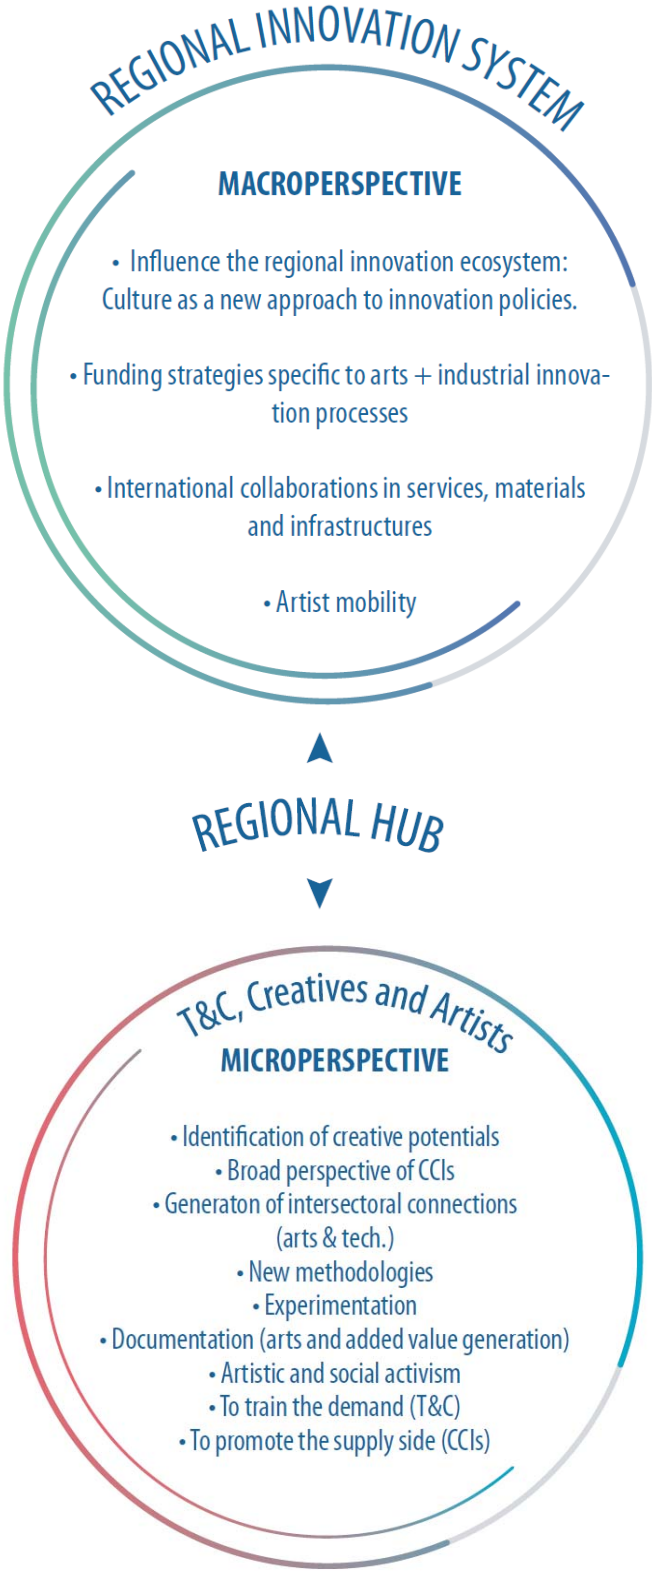 REGIONAL INNOVATION SYSTEM
MACROPERSPECTIVE
• Influence the regional innovation ecosystem:
Culture as a new approach to innovation policies.
• Funding strategies specific to arts + industrial innova-
tion processes
• International collaborations in services, materials
and infrastructures
• Artist mobility
REGIONAL HUB
T&C, Creatives and Artists
MICROPERSPECTIVE
• Identification of creative potentials
• Broad perspective of CCIs
• Generaton of intersectoral connections
(arts & tech.)
• New methodologies
• Experimentation
• Documentation (arts and added value generation)
• Artistic and social activism
• To train the demand (T&C)
• To promote the supply side (CCIs)